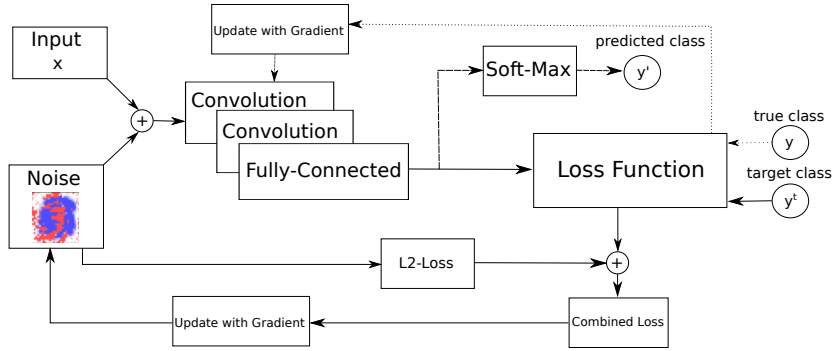 Update with Gradient
Input
x
predicted class
Soft-Max
y'
Convolution
+
Convolution
true class
y
Fully-Connected
Loss Function
Noise
target class
yᵗ
L2-Loss
+
Update with Gradient
Combined Loss